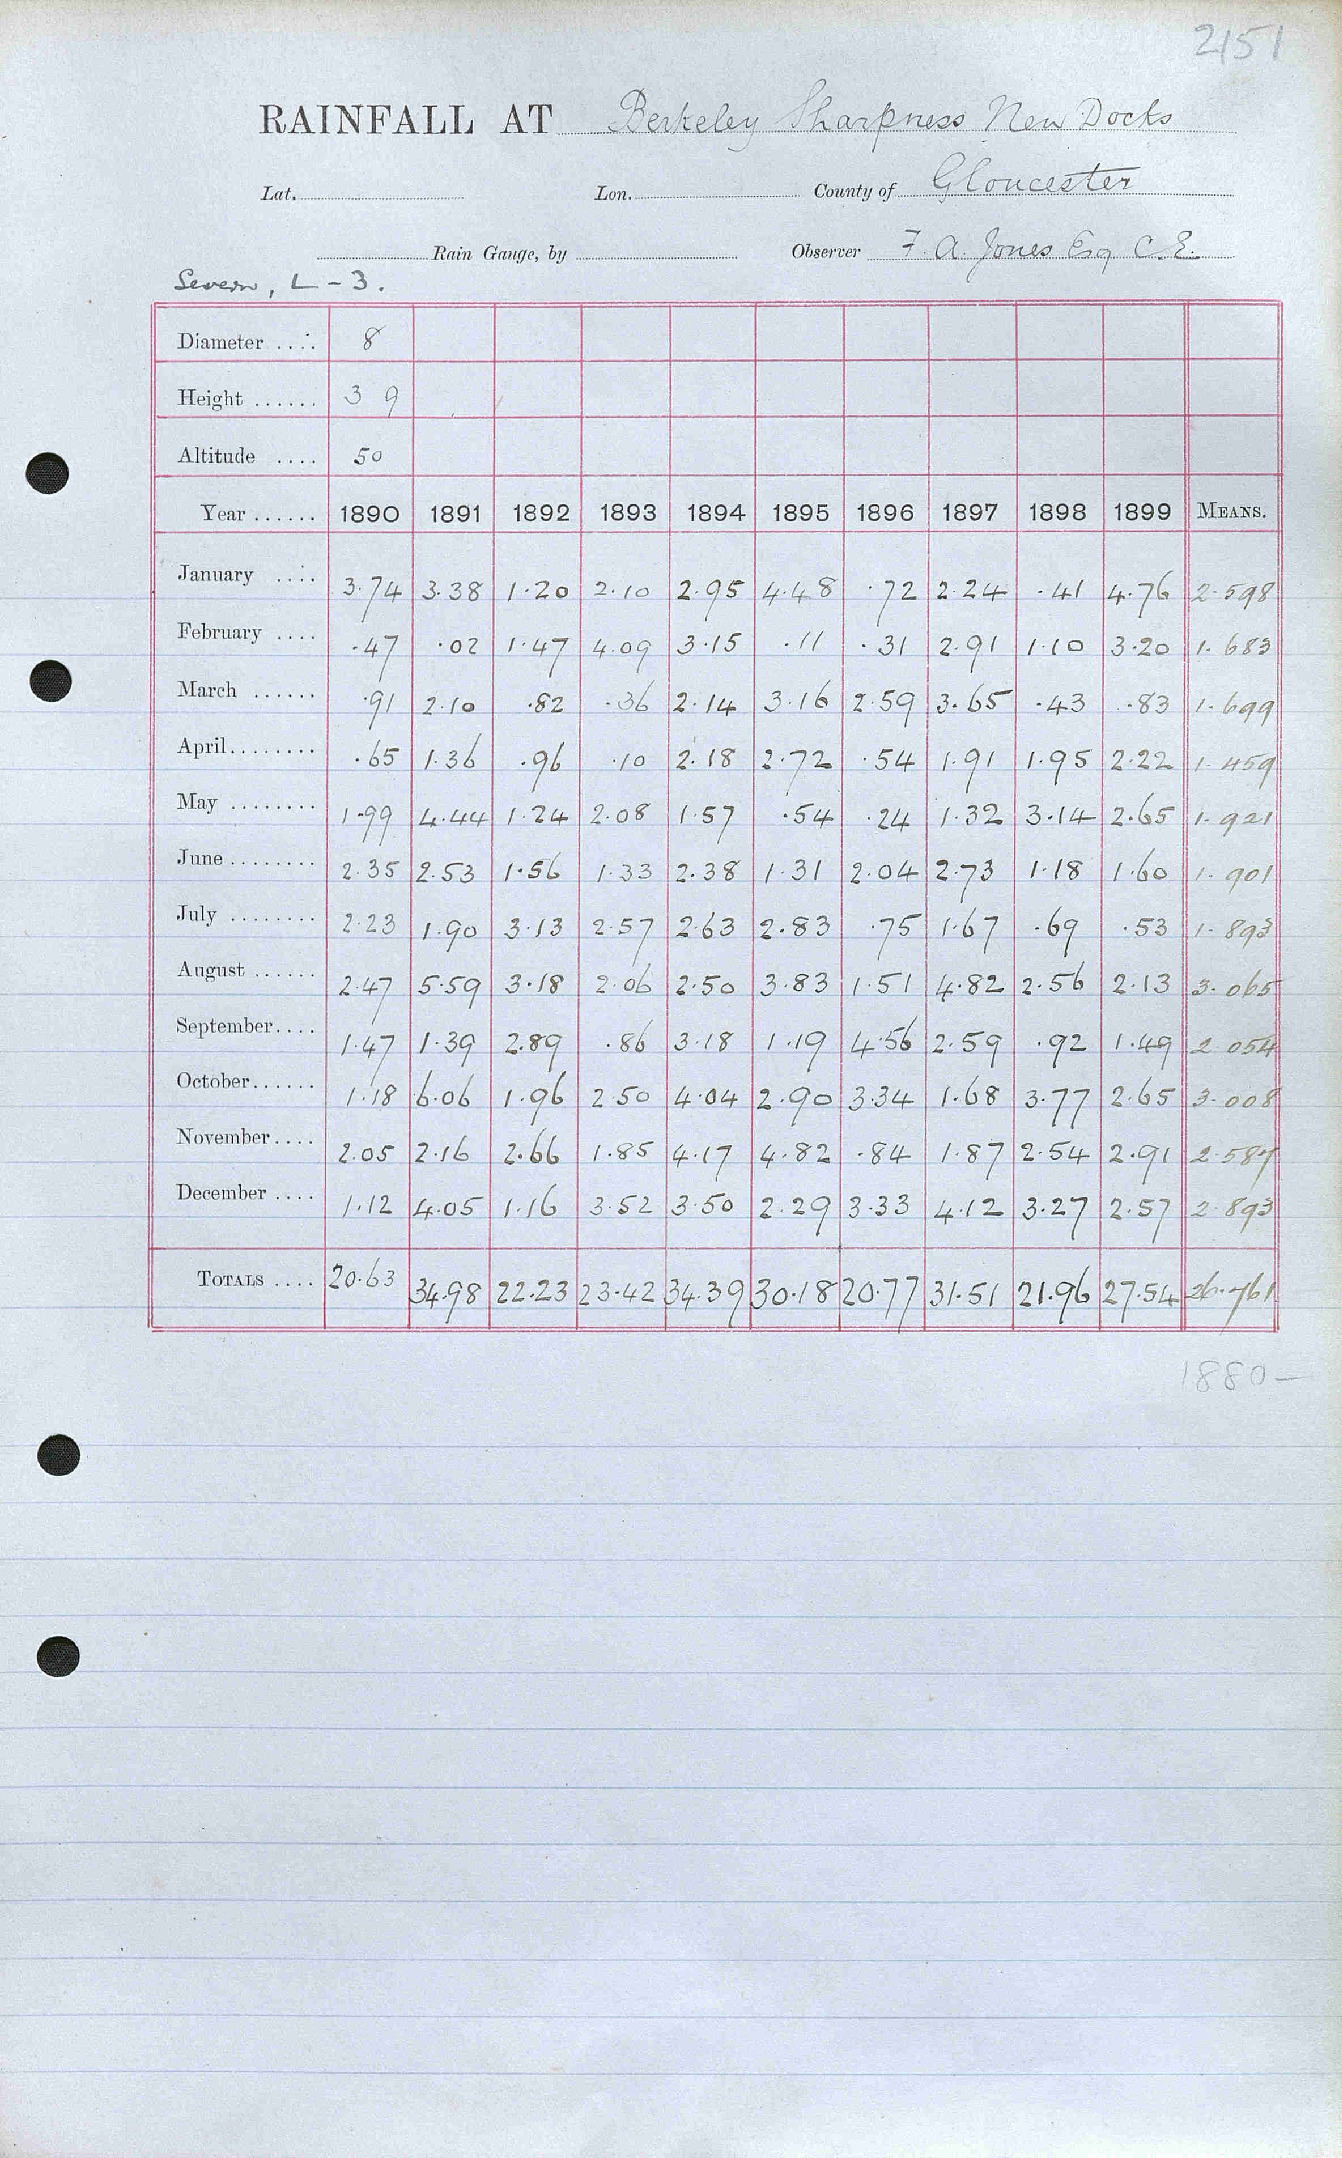 2151
RAINFALL AT Berkeley Sharpness New Docks
Lat. Lon. County of Gloucester
Rain Gauge, by Observer F. A. Jones Esq C. E.
Severn, L - 3.
Diameter .... 8
Height ...... 3 9
Altitude .... 50
Year ...... 1890 1891 1892 1893 1894 1895 1896 1897 1898 1899 MEANS.
January .... 3.74 3.38 1.20 2.10 2.95 4.48 .72 2.24 .41 4.76 2.598
February .... .47 .02 1.47 4.09 3.15 .11 .31 2.91 1.10 3.20 1.683
March ...... .91 2.10 .82 .36 2.14 3.16 2.59 3.65 .43 .83 1.699
April ........ .65 1.36 .96 .10 2.18 2.72 .54 1.91 1.95 2.22 1.459
May ........ 1.99 4.44 1.24 2.08 1.57 .54 .24 1.32 3.14 2.65 1.921
June ........ 2.35 2.53 1.56 1.33 2.38 1.31 2.04 2.73 1.18 1.60 1.901
July ........ 2.23 1.90 3.13 2.57 2.63 2.83 .75 1.67 .69 .53 1.893
August ...... 2.47 5.59 3.18 2.06 2.50 3.83 1.51 4.82 2.56 2.13 3.065
September.... 1.47 1.39 2.89 .86 3.18 1.19 4.56 2.59 .92 1.49 2.054
October...... 1.18 6.06 1.96 2.50 4.04 2.90 3.34 1.68 3.77 2.65 3.008
November.... 2.05 2.16 2.66 1.85 4.17 4.82 .84 1.87 2.54 2.91 2.587
December .... 1.12 4.05 1.16 3.52 3.50 2.29 3.33 4.12 3.27 2.57 2.893
TOTALS .... 20.63 34.98 22.23 23.42 34.39 30.18 20.77 31.51 21.96 27.54 26.761
1880-